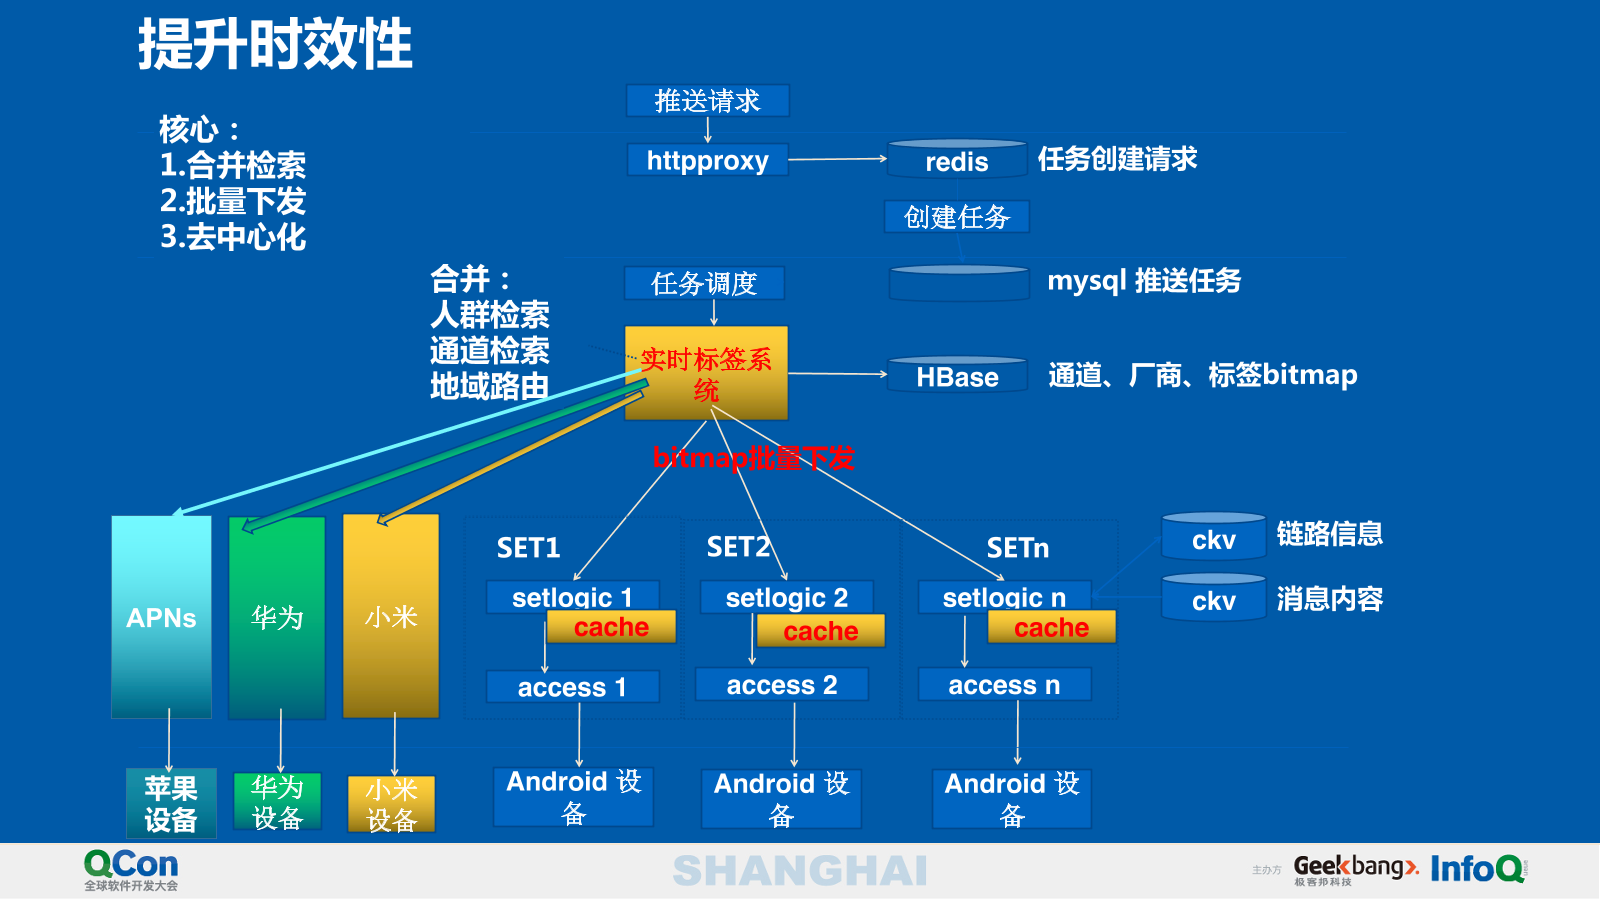 提升时效性
核心：
1.合并检索
2.批量下发
3.去中心化
推送请求
httpproxy
redis
任务创建请求
创建任务
合并：
人群检索
通道检索
地域路由
任务调度
mysql 推送任务
实时标签系
统
HBase
通道、厂商、标签bitmap
bitmap批量下发
SET1
SET2
SETn
ckv
链路信息
setlogic 1
setlogic 2
setlogic n
ckv
消息内容
cache
cache
cache
APNs
华为
小米
access 1
access 2
access n
苹果
设备
华为
设备
小米
设备
Android 设
备
Android 设
备
Android 设
备
QCon
全球软件开发大会
SHANGHAI
主办方
Geekbang
极客邦科技
InfoQ